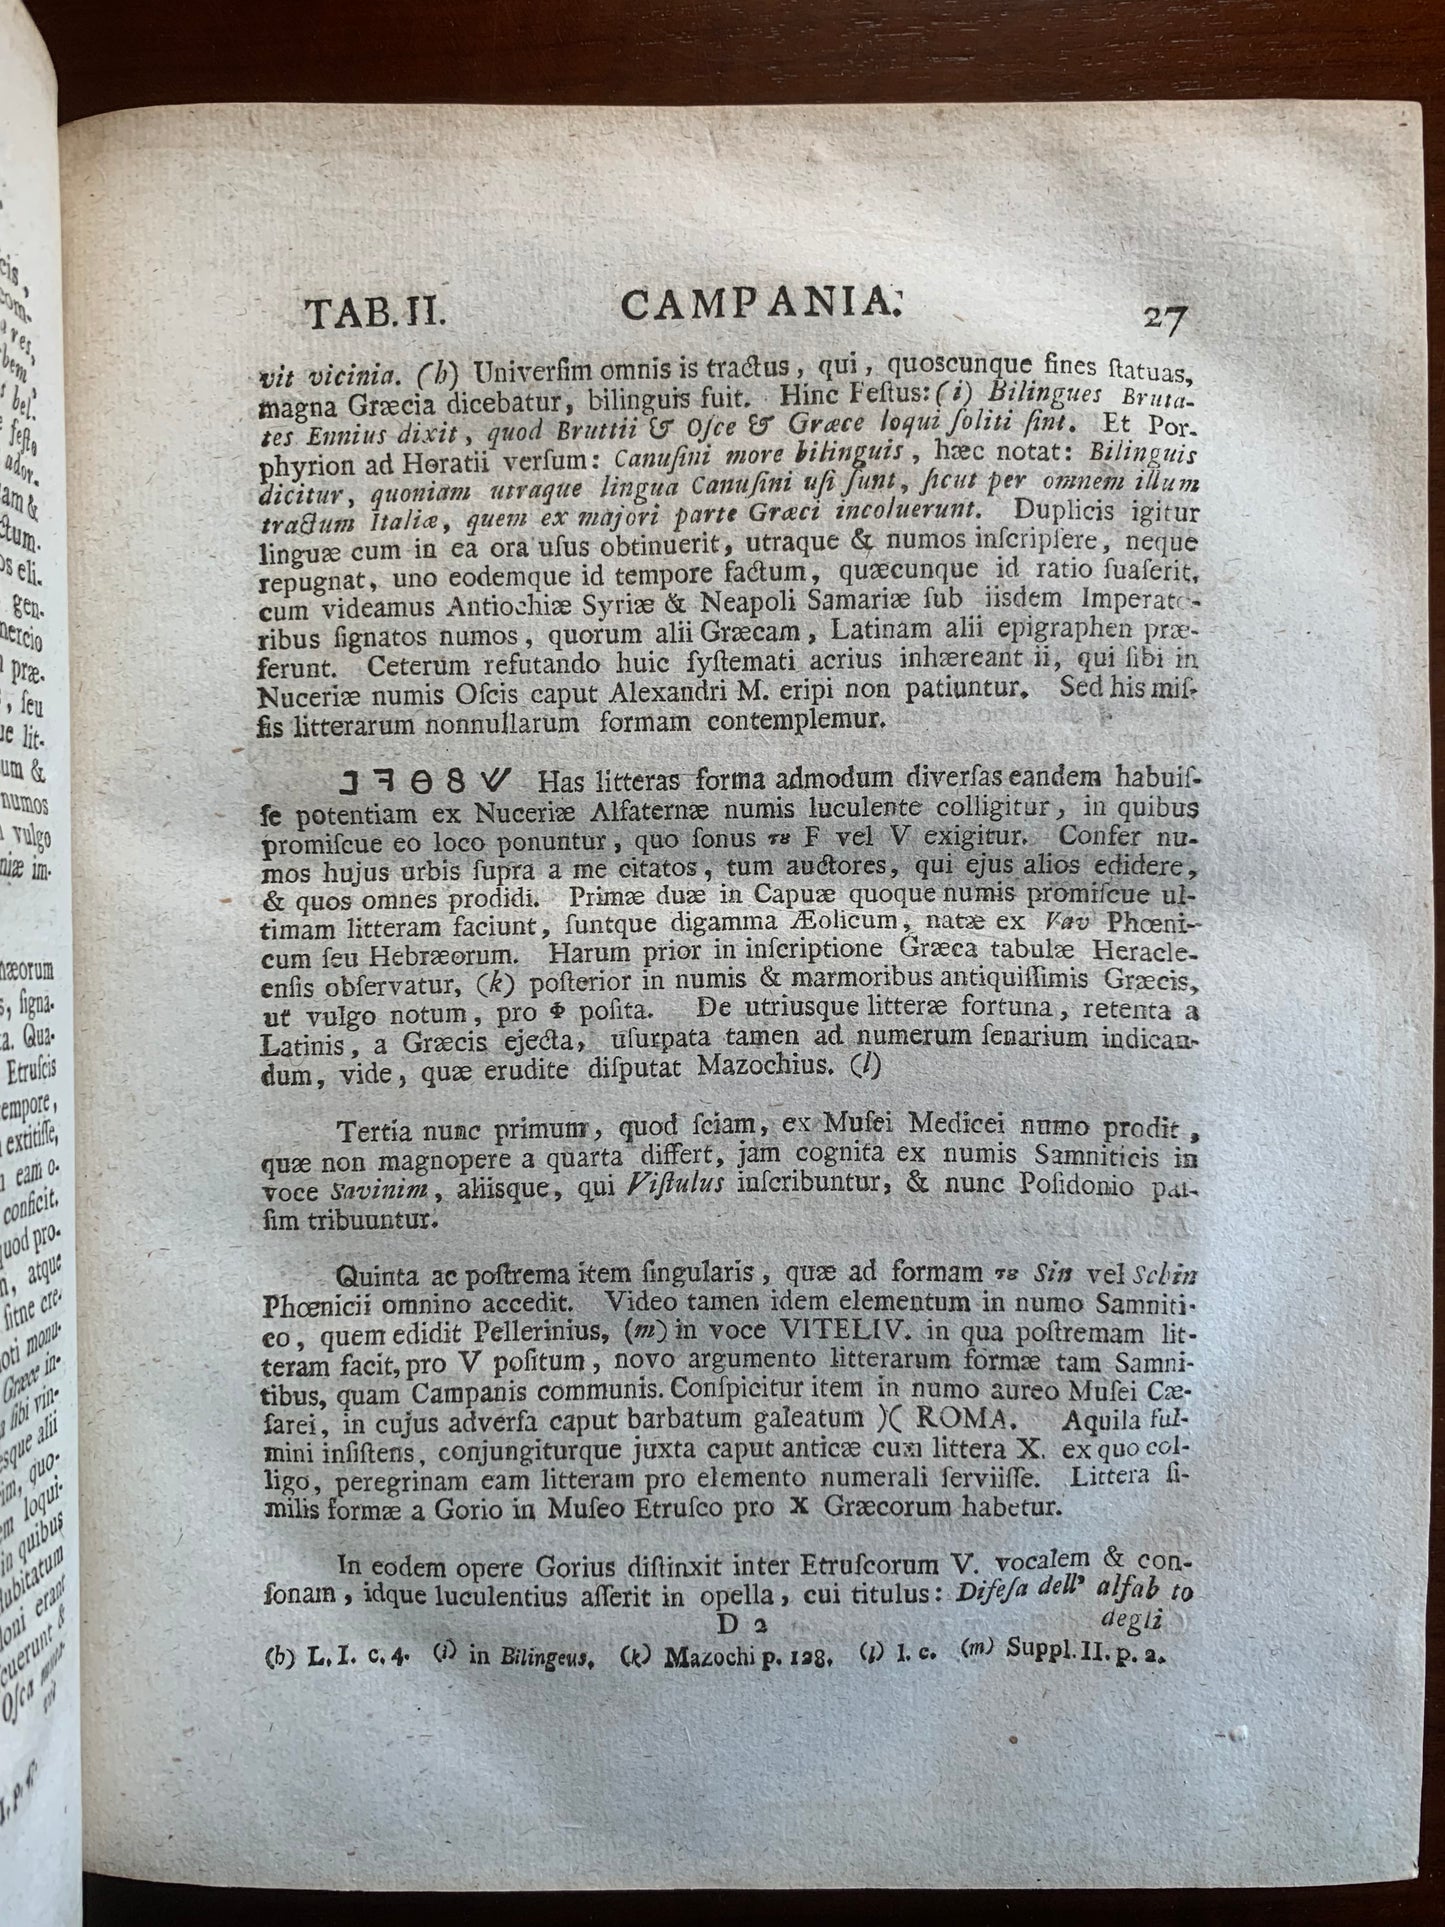 TAB. II. CAMPANIA. 27
vit vicinia. (h) Univerſim omnis is tractus, qui, quoscunque fines ſtatuas,
magna Græcia dicebatur, bilinguis fuit. Hinc Feſtus: (i) Bilingues Bruta-
tes Ennius dixit, quod Bruttii & Oſce & Græce loqui ſoliti ſint. Et Por-
phyrion ad Horatii verſum: Canuſini more bilinguis, hæc notat: Bilinguis
dicitur, quoniam utraque lingua Canuſini uſi ſunt, ſicut per omnem illum
tractum Italiæ, quem ex majori parte Græci incoluerunt. Duplicis igitur
linguæ cum in ea ora uſus obtinuerit, utraque & numos inſcripſere, neque
repugnat, uno eodemque id tempore factum, quæcunque id ratio ſuaſerit,
cum videamus Antiochiæ Syriæ & Neapoli Samariæ ſub iisdem Imperato-
ribus ſignatos numos, quorum alii Græcam, Latinam alii epigraphen præ-
ferunt. Ceterum refutando huic ſyſtemati acrius inhæreant ii, qui ſibi in
Nuceriæ numis Oſcis caput Alexandri M. eripi non patiuntur. Sed his miſ-
ſis litterarum nonnullarum formam contemplemur.
Has litteras forma admodum diverſas eandem habuiſ-
ſe potentiam ex Nuceriæ Alfaternæ numis luculente colligitur, in quibus
promiſcue eo loco ponuntur, quo ſonus ꚍ F vel V exigitur. Confer nu-
mos hujus urbis ſupra a me citatos, tum auctores, qui ejus alios edidere,
& quos omnes prodidi. Primæ duæ in Capuæ quoque numis promiſcue ul-
timam litteram faciunt, ſuntque digamma Æolicum, natæ ex Vav Phœni-
cum ſeu Hebræorum. Harum prior in inſcriptione Græca tabulæ Heracle-
enſis obſervatur, (k) poſterior in numis & marmoribus antiquiſſimis Græcis,
ut vulgo notum, pro Φ poſita. De utriusque litteræ fortuna, retenta a
Latinis, a Græcis ejecta, uſurpata tamen ad numerum ſenarium indican-
dum, vide, quæ erudite diſputat Mazochius. (l)
Tertia nunc primum, quod ſciam, ex Muſei Medicei numo prodit,
quæ non magnopere a quarta differt, jam cognita ex numis Samniticis in
voce Savinim, aliisque, qui Viſtulus inſcribuntur, & nunc Poſidonio paſ-
ſim tribuuntur.
Quinta ac poſtrema item ſingularis, quæ ad formam Sin vel Schin
Phœnicii omnino accedit. Video tamen idem elementum in numo Samniti-
co, quem edidit Pellerinius, (m) in voce VITELIV. in qua poſtremam lit-
teram facit, pro V poſitum, novo argumento litterarum formæ tam Samni-
tibus, quam Campanis communis. Conſpicitur item in numo aureo Muſei Cæ-
ſarei, in cujus adverſa caput barbatum galeatum )( ROMA. Aquila ful-
mini inſiſtens, conjungiturque juxta caput anticæ cum littera X. ex quo col-
ligo, peregrinam eam litteram pro elemento numerali ſerviiſſe. Littera ſi-
milis formæ a Gorio in Muſeo Etruſco pro X Græcorum habetur.
In eodem opere Gorius diſtinxit inter Etruſcorum V. vocalem & con-
ſonam, idque luculentius aſſerit in opella, cui titulus: Difeſa dell' alfab to
D 2 degli
(h) L. I. c. 4. (i) in Bilingeus. (k) Mazochi p. 128. (l) l. c. (m) Suppl. II. p. 2.